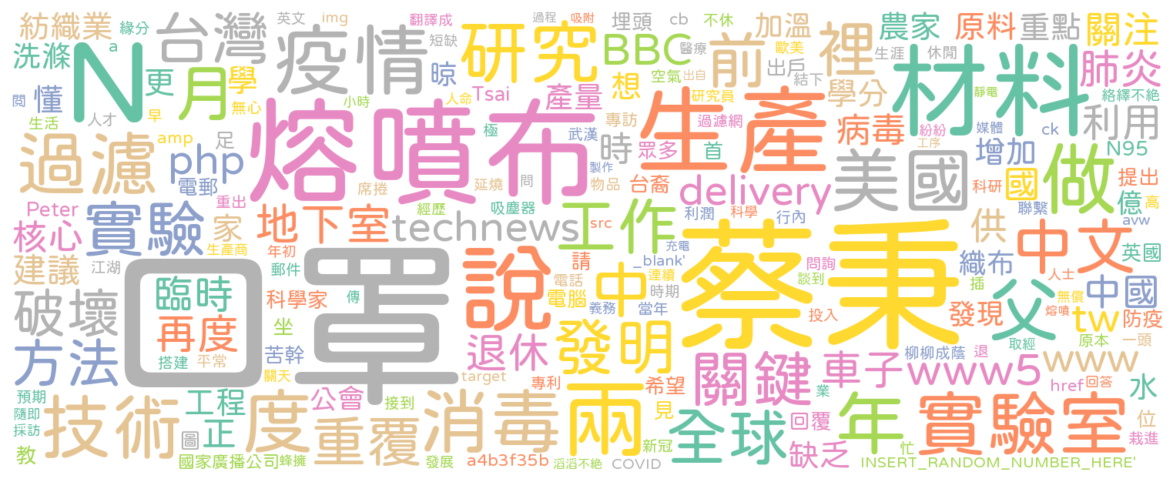 紡織業 緣分 英文 img 翻譯成 過程 吸附 埋頭 cb 不休 加溫 農家 原料 重點 關注
洗滌 a N 台灣 疫情 短缺 研究 BBC 醫療 歐美 前 出戶 生涯 休閒 裡 材料 肺炎
懂 更 月 學 晾 Tsai 產量 想 空氣 出自 學分 靜電 絡繹不絕
閱 生活 人才 早 無心 小時 人命 研究員 結下 利用
過濾 amp 足 熔噴布 極 武漢 專訪 過濾網 時 眾多 首 生產 病毒 紛紛 工序 媒體 ck N95
php 電郵 重出 席捲 延燒 問 製作 物品 台裔 美國 增加 國 做 提出
Peter 實驗 家 地下室 經歷 吸塵器 src 利潤 科學 delivery 行內 科研 聯繫 億 高 avw
核心 生產商 年初 technews 工作 充電 _blank' 連續 供 中文 英國
建議 江湖 口罩 郵件 說 請 電話 談到 問詢 蔡秉 織布 人士 插 中國
破壞 臨時 科學家 傳 中 電腦 時期 投入 發現 父 無償 熔噴 tw 防疫
再度 坐 發明 義務 當年 柳柳成蔭 退 原本 取經 一頭
方法 搭建 平常 苦幹 關天 退休 target 專利 希望 關鍵 車子 www5 www href 回答
預期 隨即 採訪 技術 工程 公會 接到 兩 見 業 水
教 正 圖 度 重覆 消毒 新冠 全球 回覆 年 實驗室 位 栽進
國家廣播公司 蜂擁 發展 a4b3f35b 滔滔不絕 COVID 缺乏 忙 INSERT_RANDOM_NUMBER_HERE'